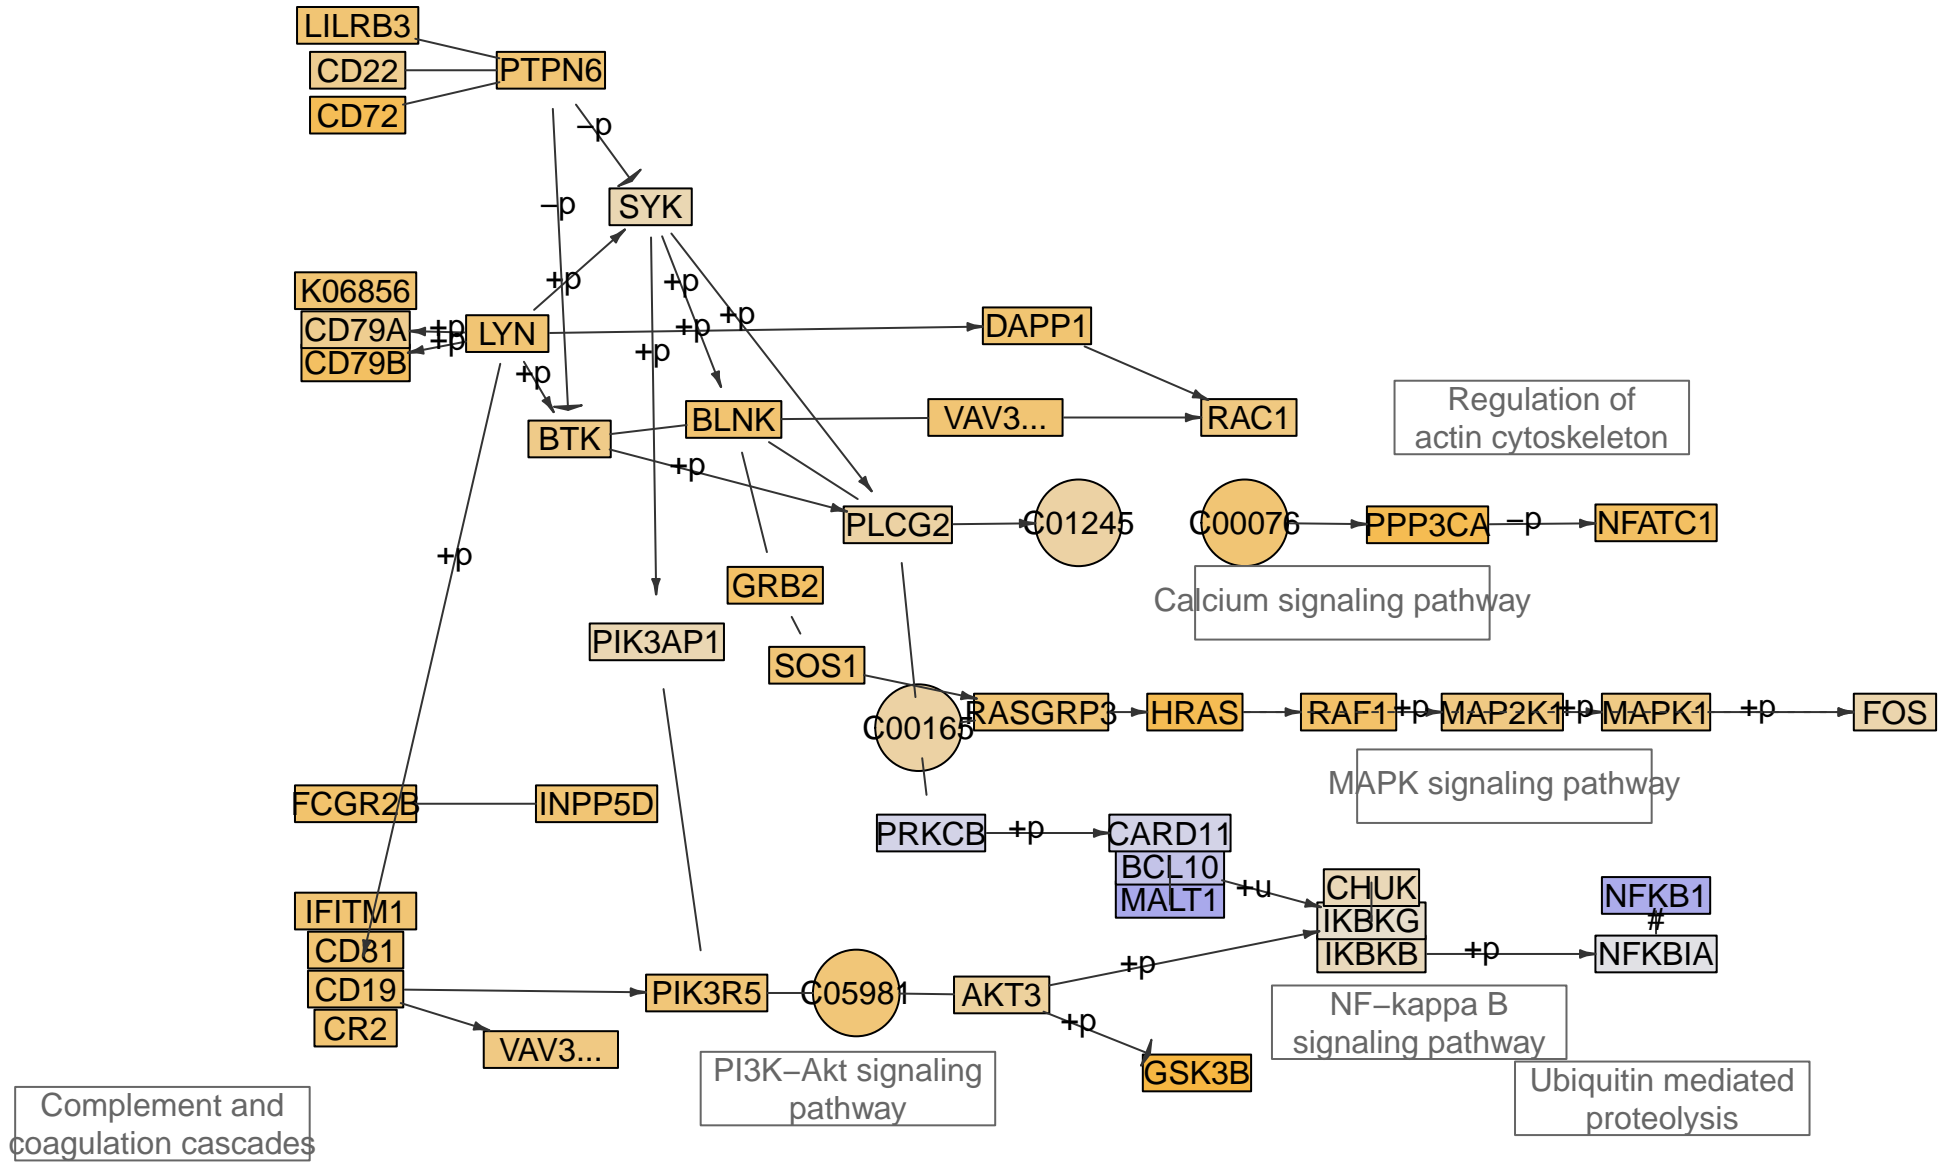 LILRB3
CD22
PTPN6
CD72
–p
SYK
–p
K06856
+p
+p
CD79A
+p
+p
LYN
+p
+p
DAPP1
CD79B
+p
+p
BTK
BLNK
VAV3...
RAC1
Regulation of
actin cytoskeleton
+p
PLCG2
C01245
C00076
PPP3CA
–p
NFATC1
+p
GRB2
Calcium signaling pathway
PIK3AP1
SOS1
C00165
RASGRP3
HRAS
RAF1
+p
MAP2K1
+p
MAPK1
+p
FOS
MAPK signaling pathway
FCGR2B
INPP5D
PRKCB
+p
CARD11
BCL10
MALT1
+u
CHUK
IKBKG
IKBKB
NFKB1
#
+p
NFKBIA
IFITM1
CD81
CD19
CR2
PIK3R5
C05981
AKT3
+p
+p
VAV3...
GSK3B
NF–kappa B
signaling pathway
PI3K–Akt signaling
pathway
Ubiquitin mediated
proteolysis
Complement and
coagulation cascades